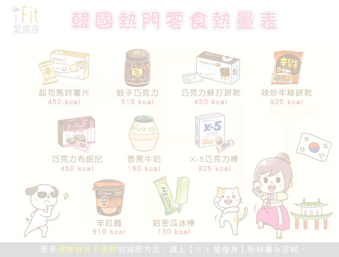 iFit
愛瘦身
韓國熱門零食熱量表
起司馬鈴薯片
450 kcal
骰子巧克力
510 kcal
巧克力蘇打餅乾
450 kcal
辣炒年糕餅乾
925 kcal
巧克力布朗尼
450 kcal
香蕉牛奶
160 kcal
X-5巧克力棒
925 kcal
辛拉麵
510 kcal
哈密瓜冰棒
130 kcal
更多健康瘦身不復胖的減肥方法，請上【iFit 愛瘦身】粉絲團&官網。